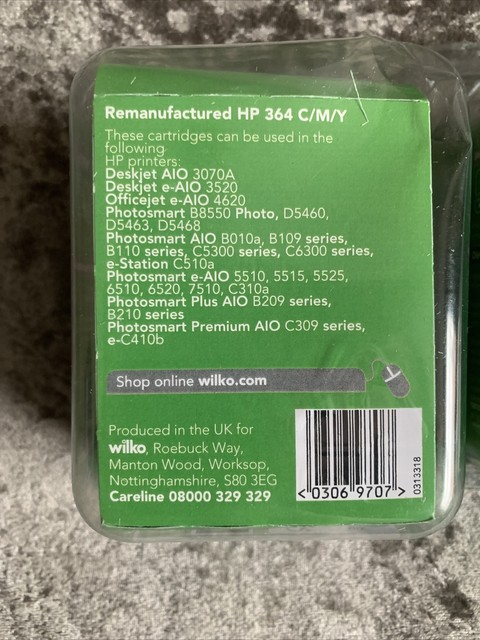 Remanufactured HP 364 C/M/Y
These cartridges can be used in the
following
HP printers:
Deskjet AIO 3070A
Deskjet e-AIO 3520
Officejet e-AIO 4620
Photosmart B8550 Photo, D5460,
D5463, D5468
Photosmart AIO B010a, B109 series,
B110 series, C5300 series, C6300 series,
e-Station C510a
Photosmart e-AIO 5510, 5515, 5525,
6510, 6520, 7510, C310a
Photosmart Plus AIO B209 series,
B210 series
Photosmart Premium AIO C309 series,
e-C410b
Shop online wilko.com
Produced in the UK for
wilko, Roebuck Way,
Manton Wood, Worksop,
Nottinghamshire, S80 3EG
Careline 08000 329 329
<0306 9707>
0313318